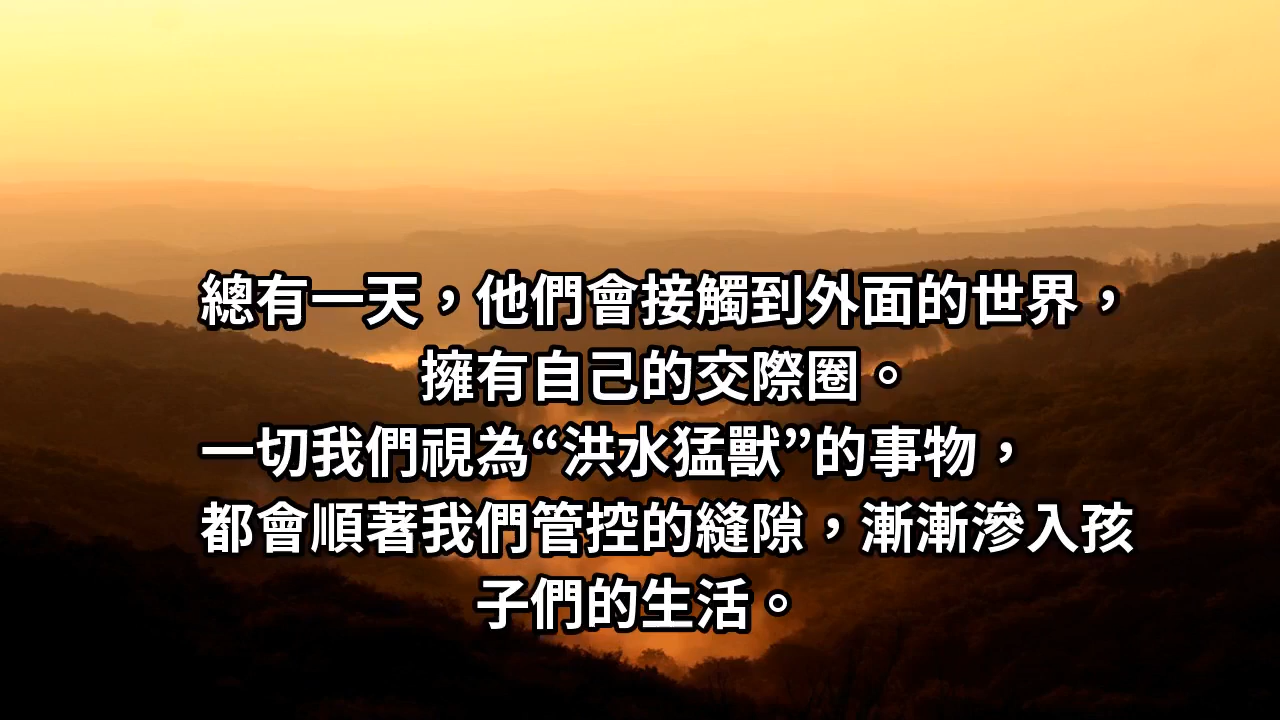 總有一天，他們會接觸到外面的世界，
擁有自己的交際圈。
一切我們視為“洪水猛獸”的事物，
都會順著我們管控的縫隙，漸漸滲入孩
子們的生活。